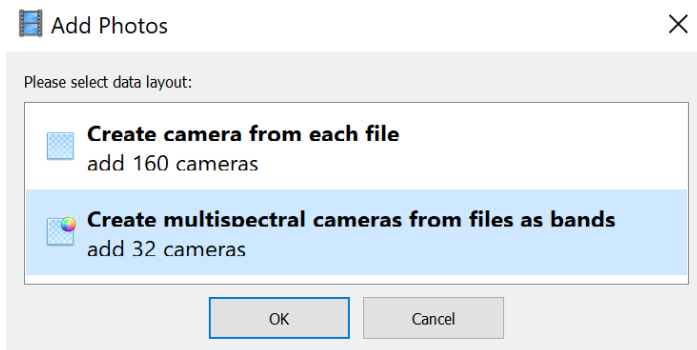 Add Photos
Please select data layout:
Create camera from each file
add 160 cameras
Create multispectral cameras from files as bands
add 32 cameras
OK
Cancel